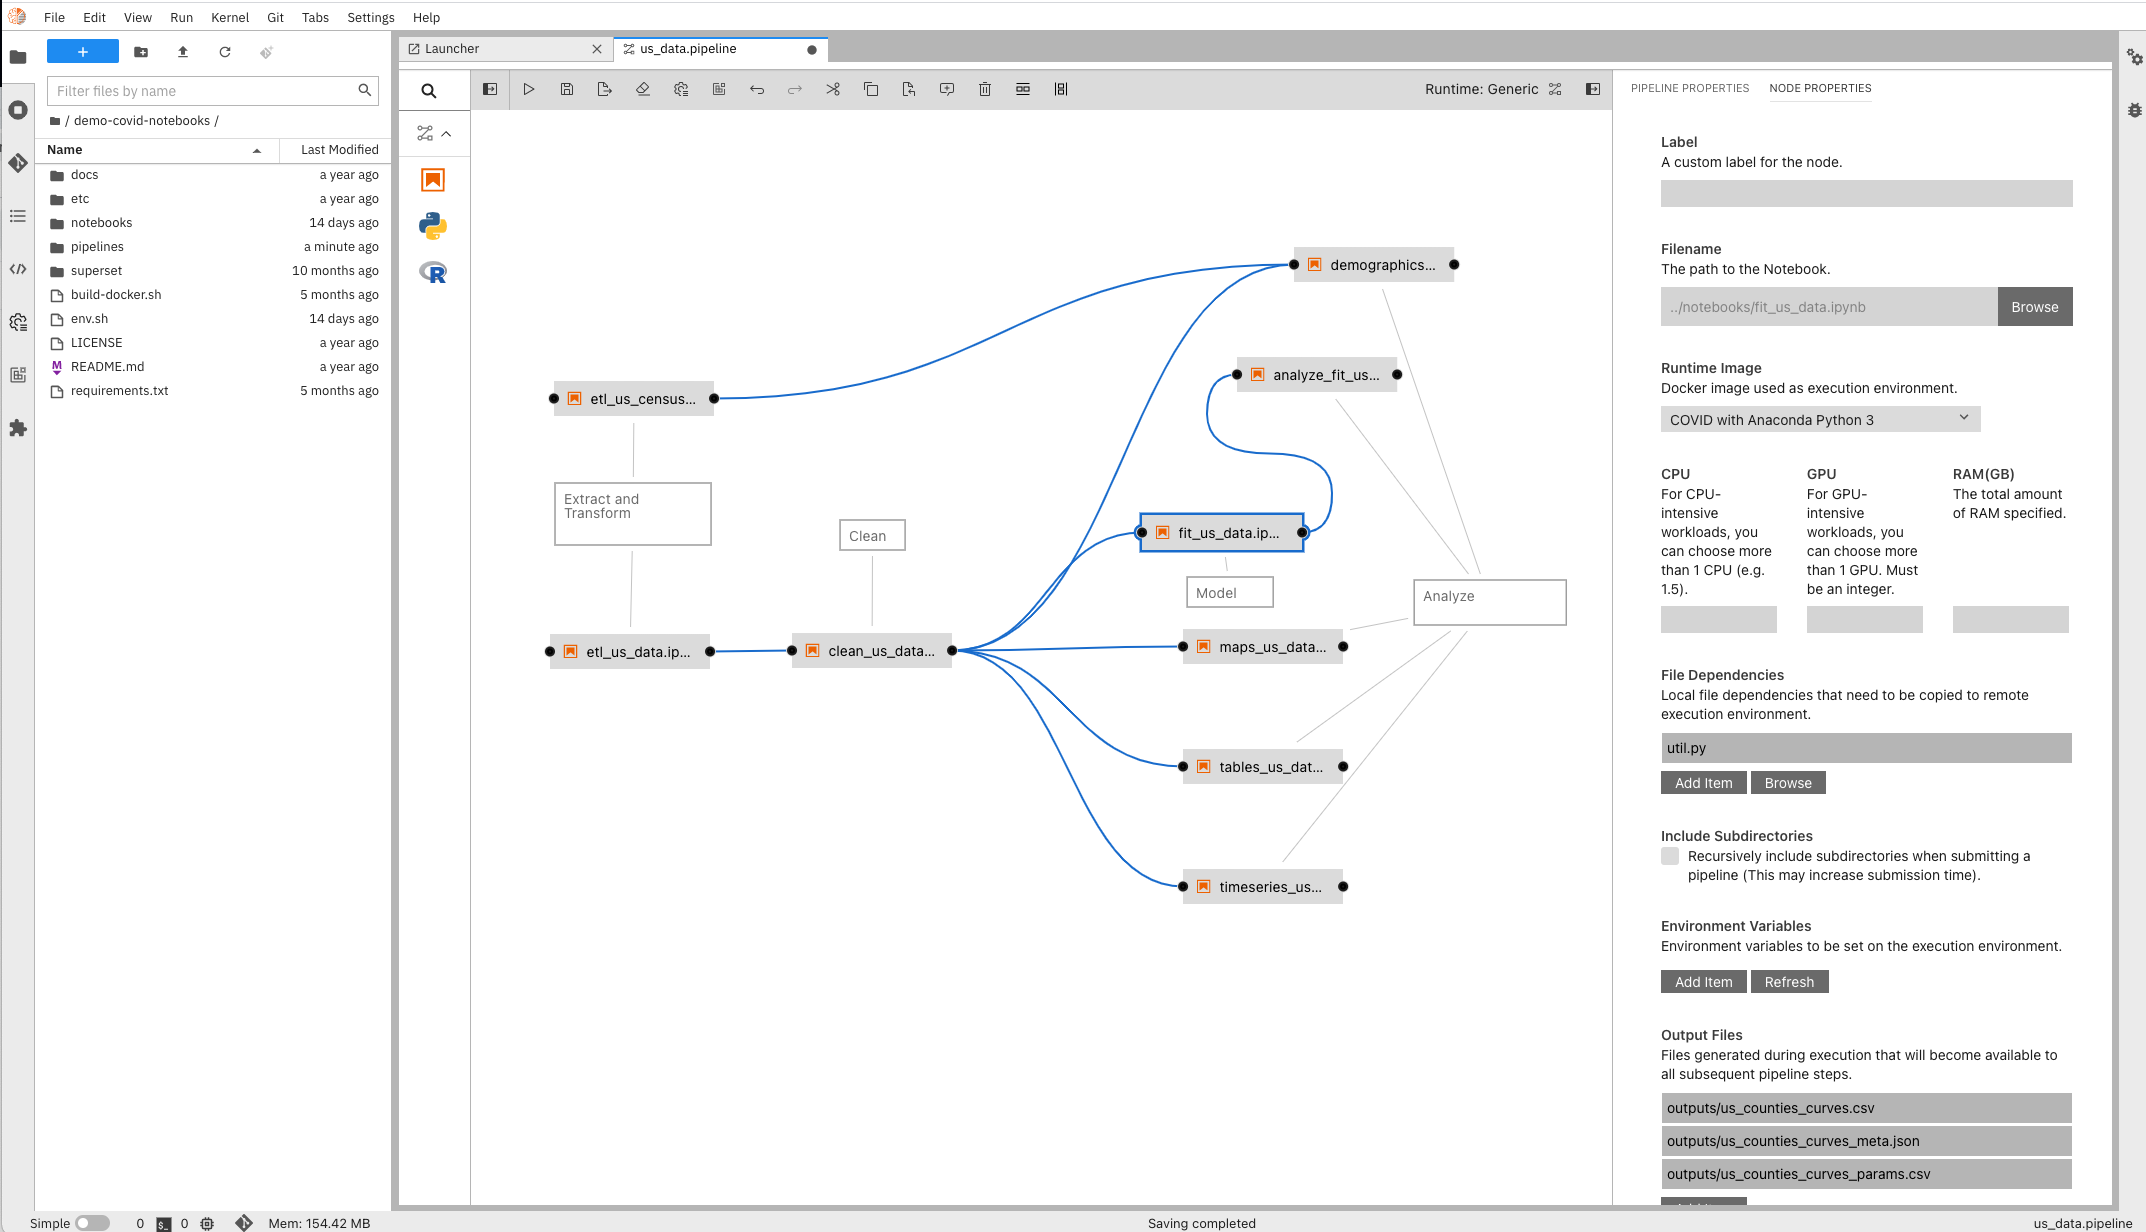 File Edit View Run Kernel Git Tabs Settings Help
+
Filter files by name
/ demo-covid-notebooks /
Name Last Modified
docs a year ago
etc a year ago
notebooks 14 days ago
pipelines a minute ago
superset 10 months ago
build-docker.sh 5 months ago
env.sh 14 days ago
LICENSE a year ago
README.md a year ago
requirements.txt 5 months ago
Launcher
us_data.pipeline
Runtime: Generic
demographics...
analyze_fit_us...
etl_us_census...
Extract and
Transform
Clean
fit_us_data.ip...
Model
Analyze
etl_us_data.ip...
clean_us_data...
maps_us_data...
tables_us_dat...
timeseries_us...
PIPELINE PROPERTIES NODE PROPERTIES
Label
A custom label for the node.
Filename
The path to the Notebook.
../notebooks/fit_us_data.ipynb Browse
Runtime Image
Docker image used as execution environment.
COVID with Anaconda Python 3
CPU
For CPU-
intensive
workloads, you
can choose more
than 1 CPU (e.g.
1.5).
GPU
For GPU-
intensive
workloads, you
can choose more
than 1 GPU. Must
be an integer.
RAM(GB)
The total amount
of RAM specified.
File Dependencies
Local file dependencies that need to be copied to remote
execution environment.
util.py
Add Item Browse
Include Subdirectories
Recursively include subdirectories when submitting a
pipeline (This may increase submission time).
Environment Variables
Environment variables to be set on the execution environment.
Add Item Refresh
Output Files
Files generated during execution that will become available to
all subsequent pipeline steps.
outputs/us_counties_curves.csv
outputs/us_counties_curves_meta.json
outputs/us_counties_curves_params.csv
Simple 0 0 Mem: 154.42 MB Saving completed us_data.pipeline